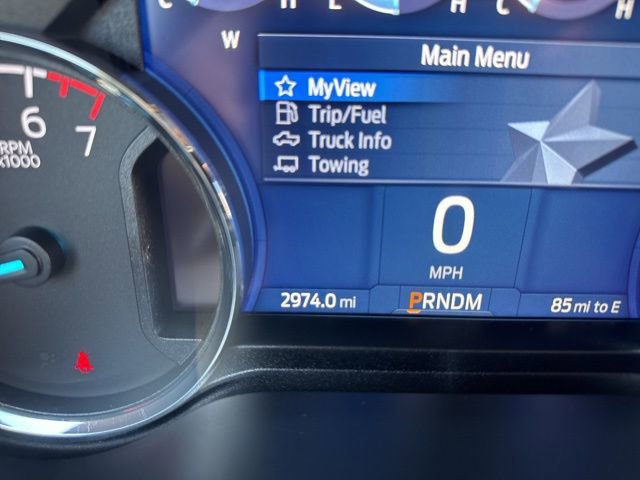 C H E H C H
W
Main Menu
MyView
Trip/Fuel
Truck Info
Towing
6
7
RPM
x1000
0
MPH
2974.0 mi
PRNDM
85 mi to E